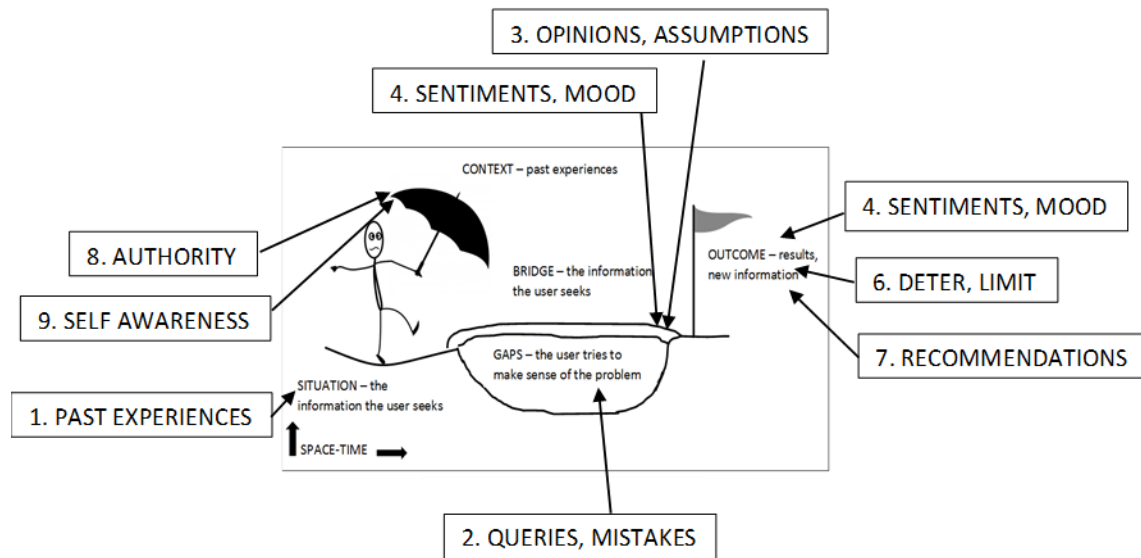 3. OPINIONS, ASSUMPTIONS
4. SENTIMENTS, MOOD
CONTEXT – past experiences
8. AUTHORITY
4. SENTIMENTS, MOOD
OUTCOME – results,
new information
BRIDGE – the information
the user seeks
6. DETER, LIMIT
9. SELF AWARENESS
GAPS – the user tries to
make sense of the problem
7. RECOMMENDATIONS
SITUATION – the
information the user seeks
1. PAST EXPERIENCES
SPACE-TIME
2. QUERIES, MISTAKES